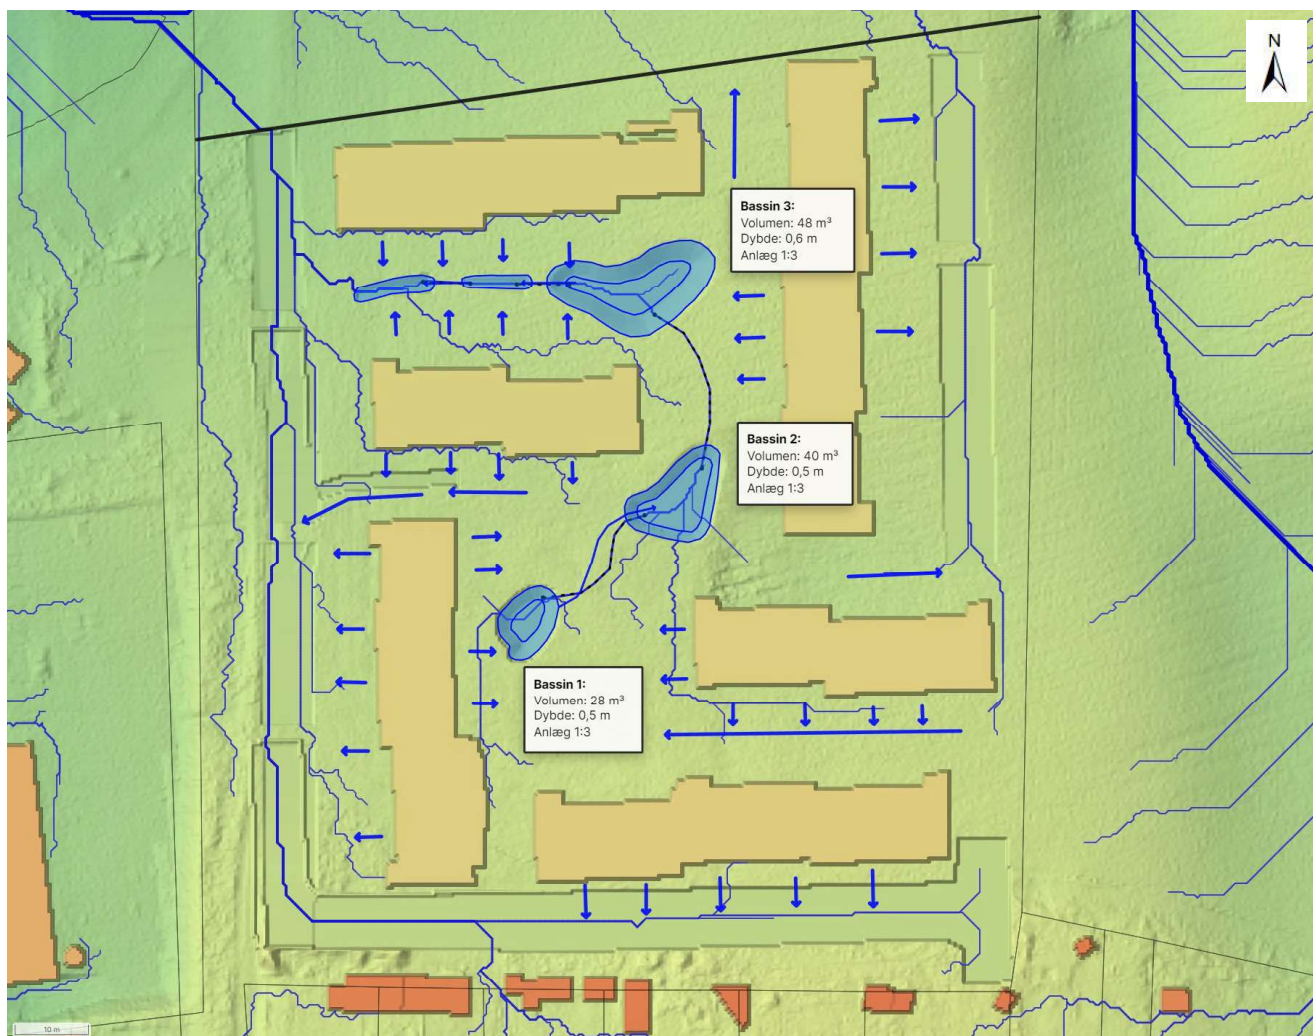 N
Bassin 3:
Volumen: 48 m³
Dybde: 0,6 m
Anlæg 1:3
Bassin 2:
Volumen: 40 m³
Dybde: 0,5 m
Anlæg 1:3
Bassin 1:
Volumen: 28 m³
Dybde: 0,5 m
Anlæg 1:3
10 m